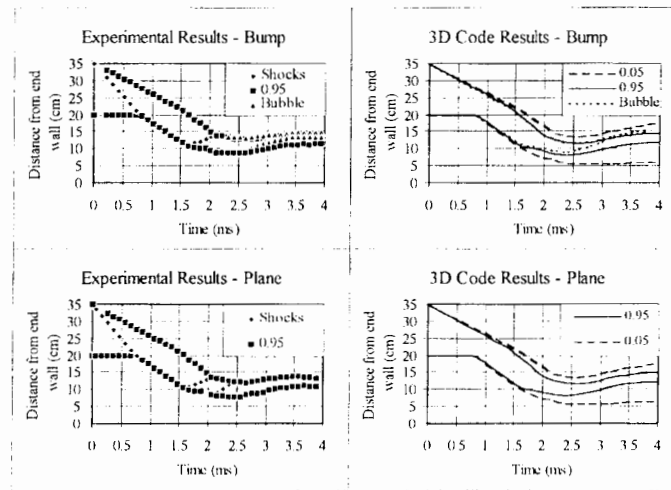 Experimental Results - Bump
Distance from end
wall (cm)
35
30
25
20
15
10
5
0
Shocks
0.95
Bubble
0 0.5 1 1.5 2 2.5 3 3.5 4
Time (ms)
3D Code Results - Bump
Distance from end
wall (cm)
35
30
25
20
15
10
5
0
0.05
0.95
Bubble
0 0.5 1 1.5 2 2.5 3 3.5 4
Time (ms)
Experimental Results - Plane
Distance from end
wall (cm)
35
30
25
20
15
10
5
0
Shocks
0.95
0 0.5 1 1.5 2 2.5 3 3.5 4
Time (ms)
3D Code Results - Plane
Distance from end
wall (cm)
35
30
25
20
15
10
5
0
0.95
0.05
0 0.5 1 1.5 2 2.5 3 3.5 4
Time (ms)